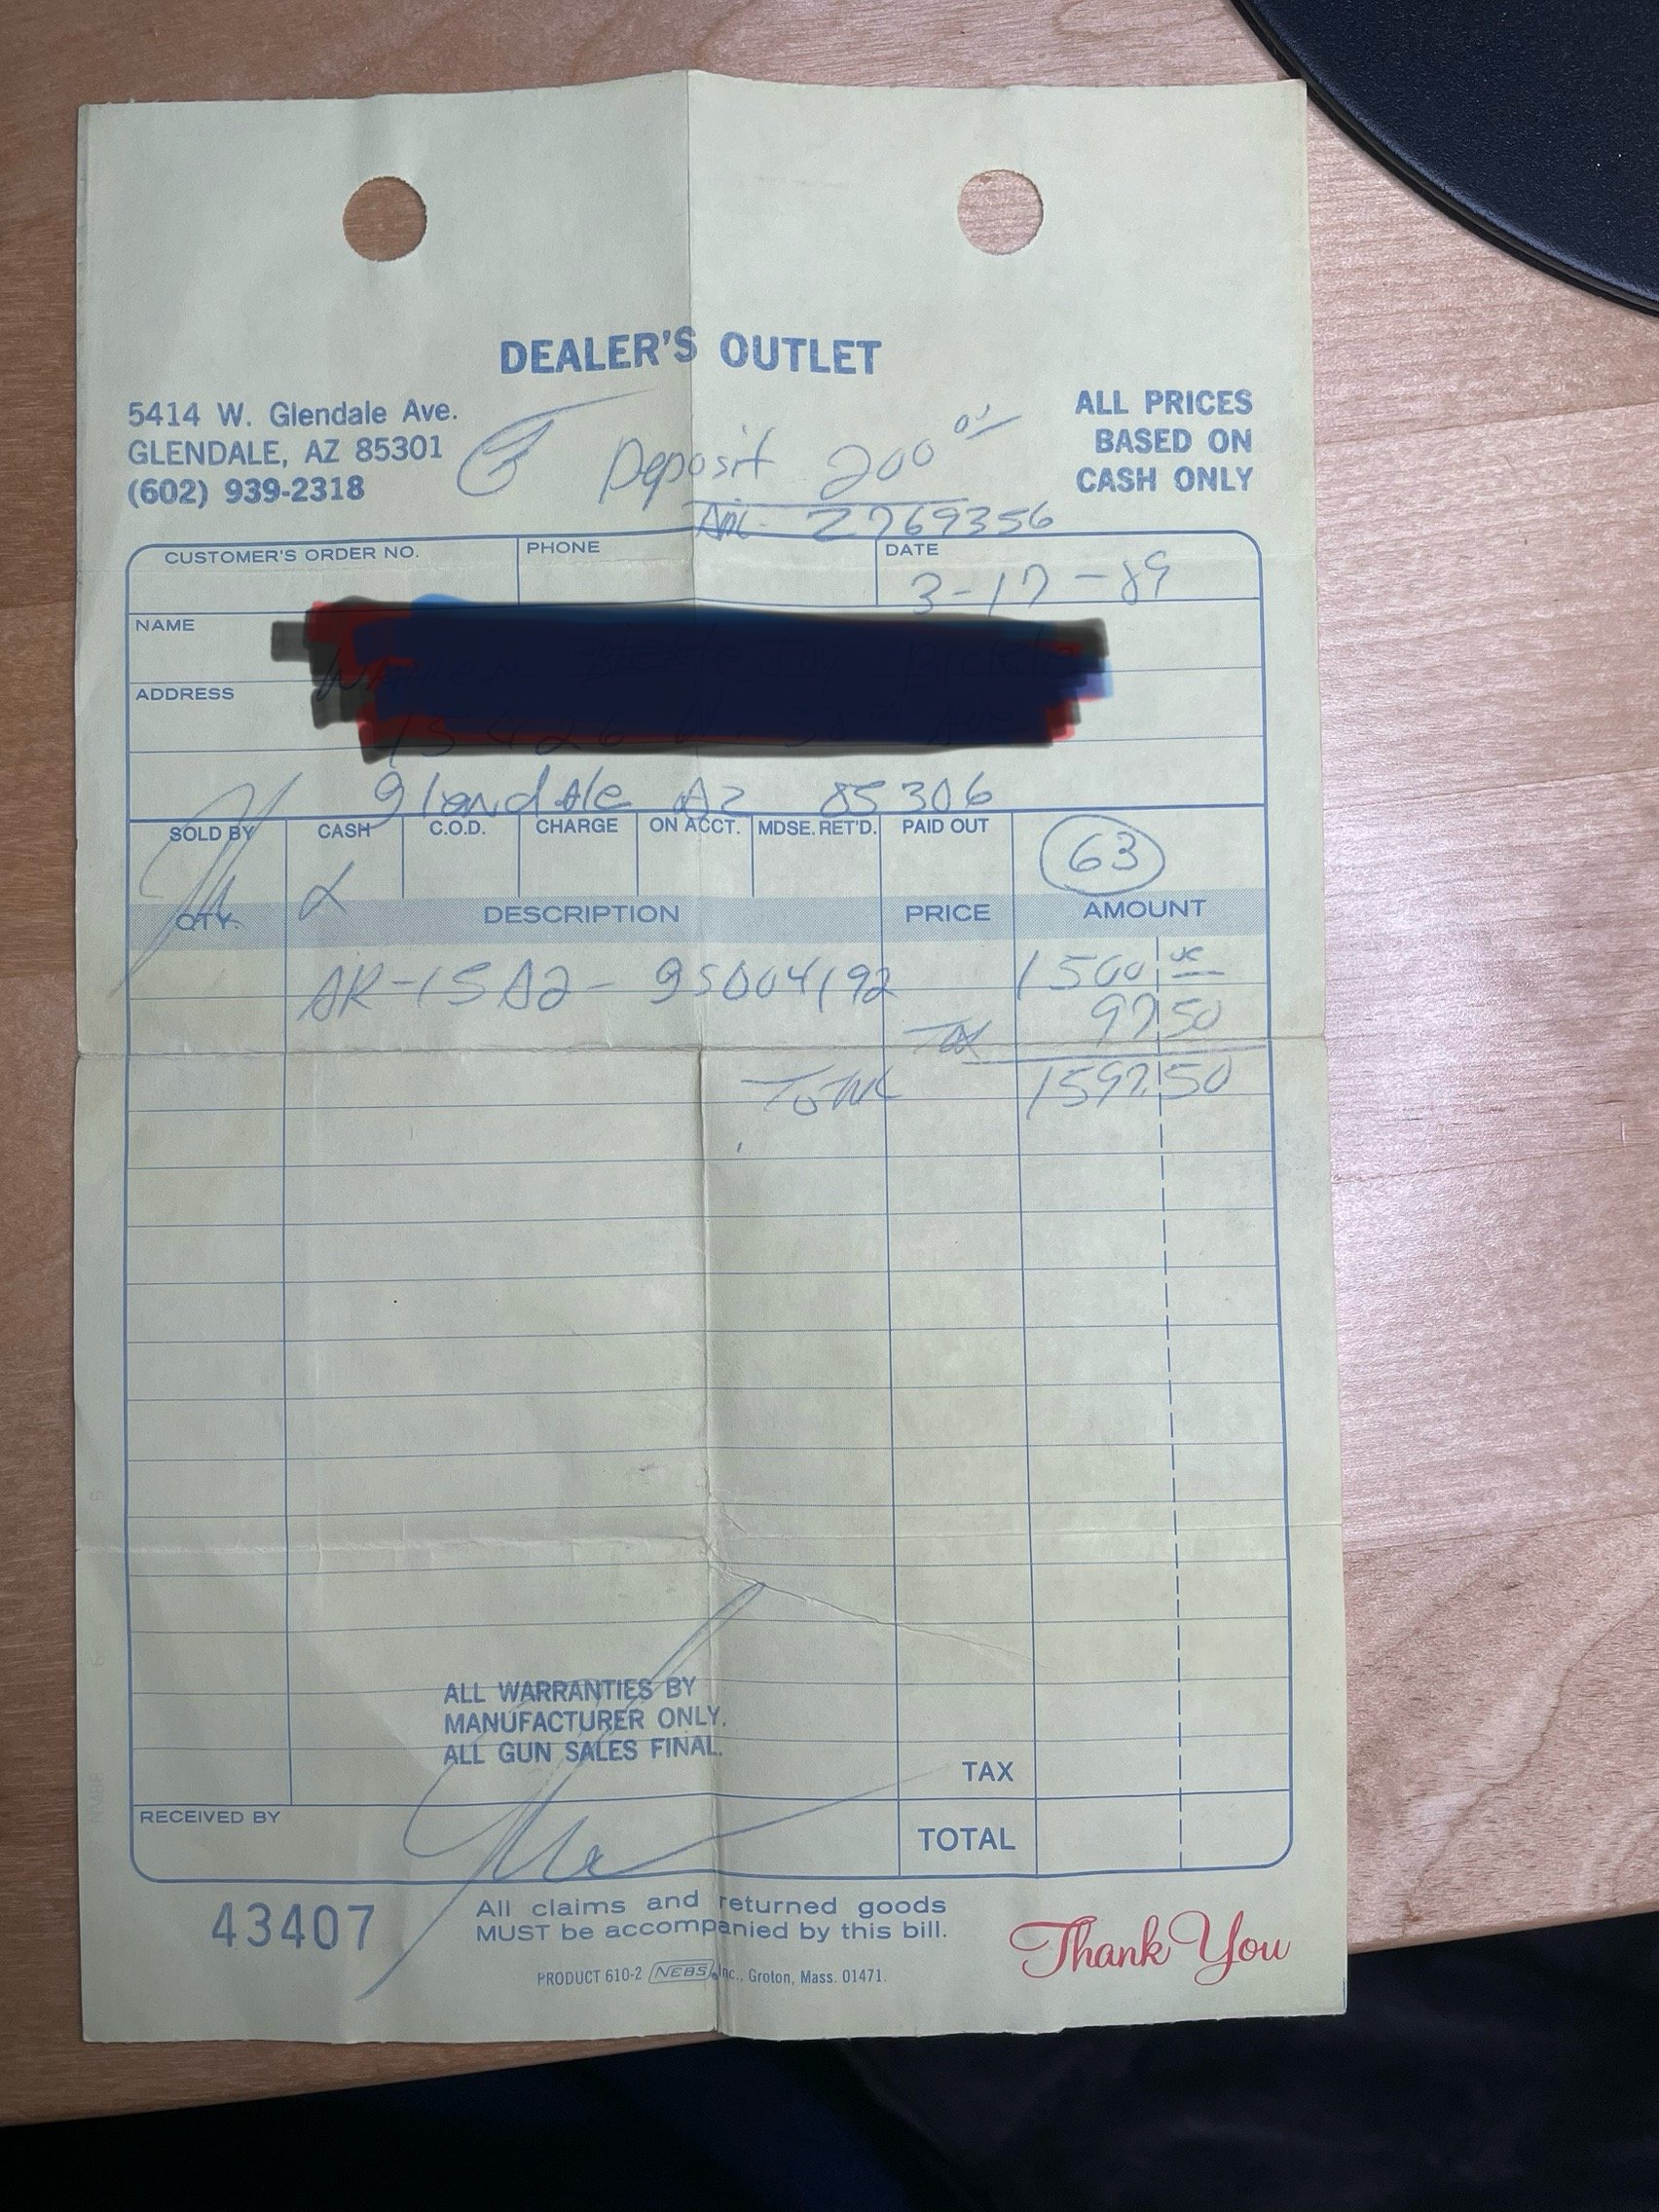 DEALER'S OUTLET
5414 W. Glendale Ave.
GLENDALE, AZ 85301
(602) 939-2318
ALL PRICES
BASED ON
CASH ONLY
Deposit 200
2769356
CUSTOMER'S ORDER NO. PHONE DATE
3-17-89
NAME
ADDRESS
Glendale Az 85306
SOLD BY CASH C.O.D. CHARGE ON ACCT. MDSE. RET'D. PAID OUT
63
QTY. DESCRIPTION PRICE AMOUNT
AR-15A2- 1500
Tax 97.50
Total 1597.50
ALL WARRANTIES BY
MANUFACTURER ONLY.
ALL GUN SALES FINAL.
TAX
RECEIVED BY
TOTAL
43407
All claims and returned goods
MUST be accompanied by this bill.
PRODUCT 610-2 NEBS Inc., Groton, Mass. 01471.
Thank You